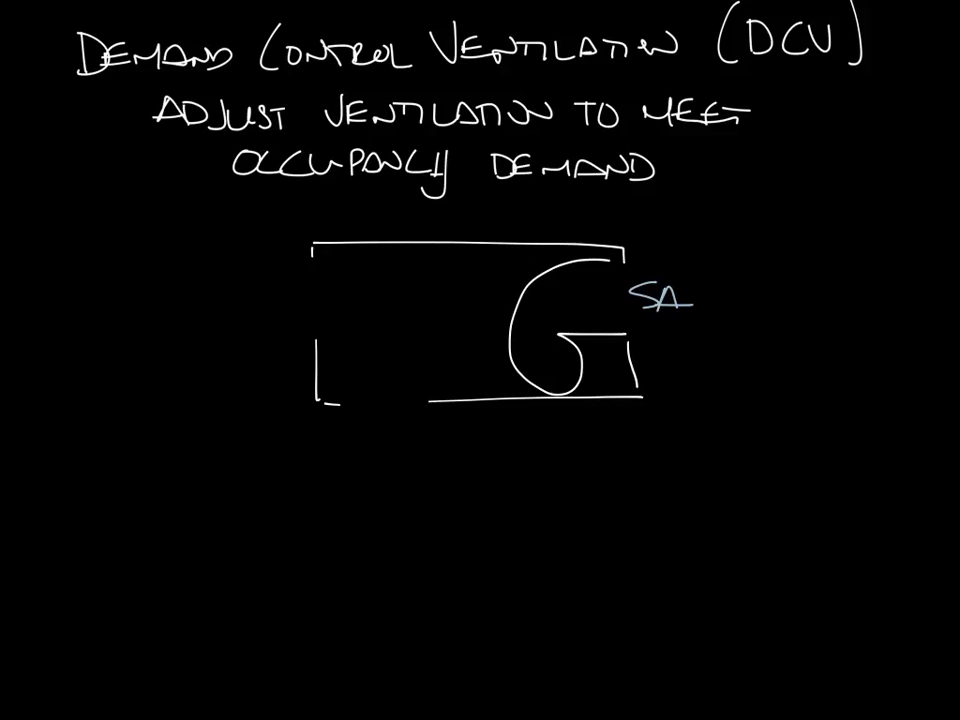 DEMAND CONTROL VENTILATION (DCV)
ADJUST VENTILATION TO MEET
OCCUPANCY DEMAND
SA